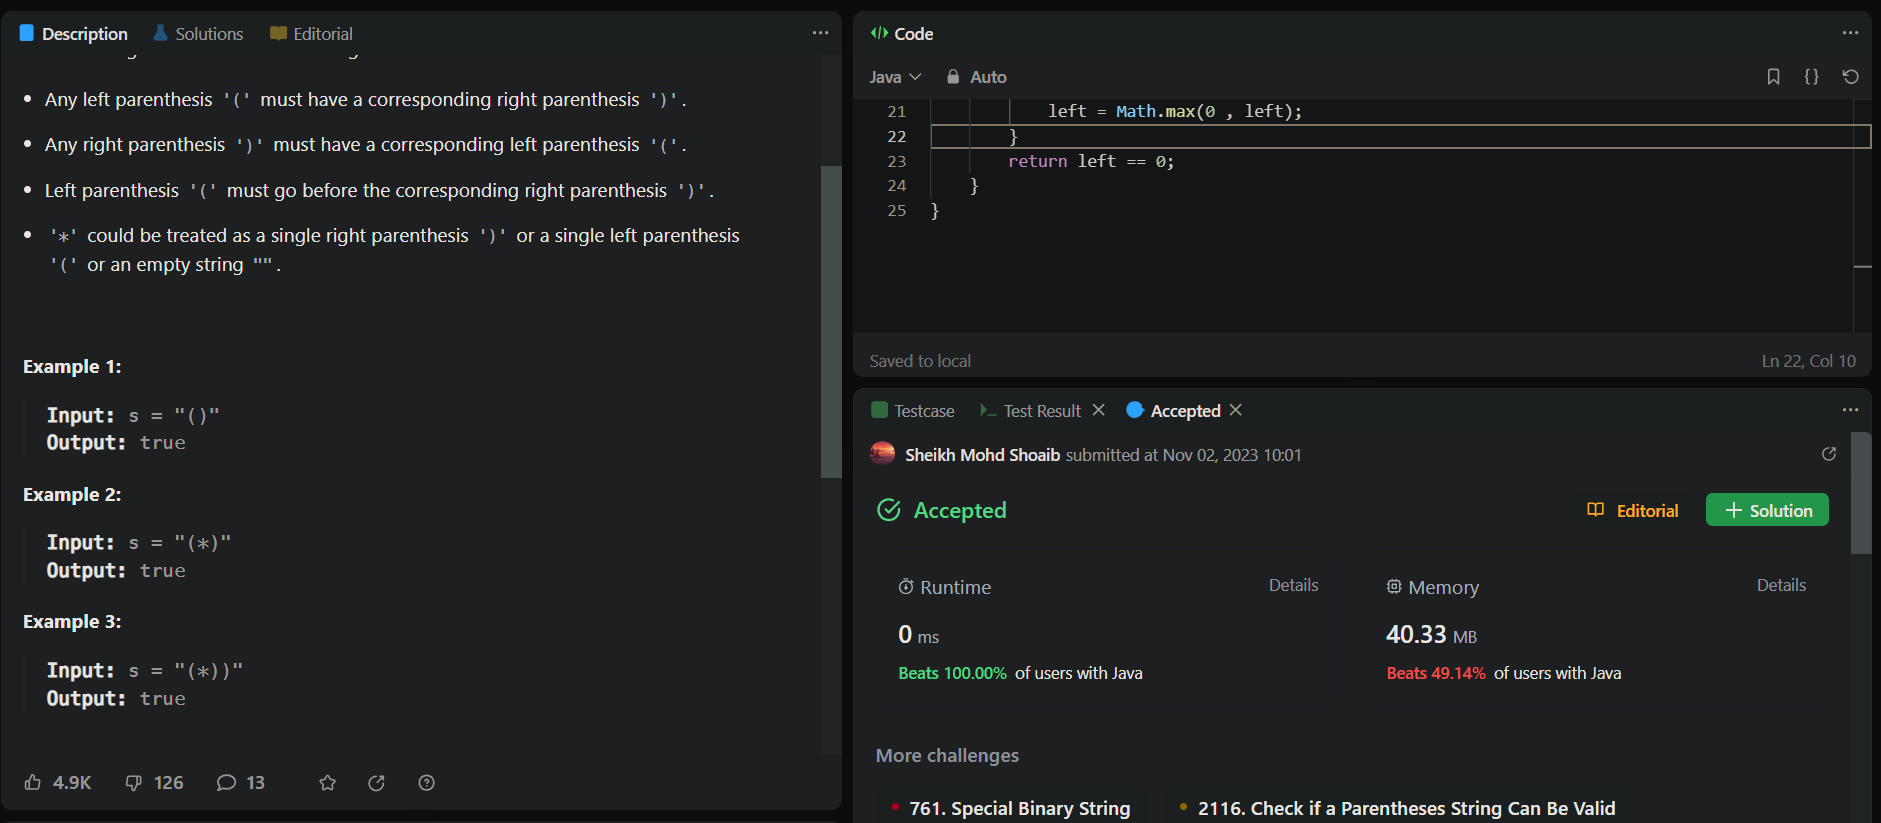 Description
Solutions
Editorial
Any left parenthesis '(' must have a corresponding right parenthesis ')'.
Any right parenthesis ')' must have a corresponding left parenthesis '('.
Left parenthesis '(' must go before the corresponding right parenthesis ')'.
'*' could be treated as a single right parenthesis ')' or a single left parenthesis
'(' or an empty string "".
Example 1:
Input: s = "()"
Output: true
Example 2:
Input: s = "(*)"
Output: true
Example 3:
Input: s = "(*))"
Output: true
4.9K
126
13
Code
Java
Auto
21 left = Math.max(0 , left);
22 }
23 return left == 0;
24 }
25 }
Saved to local
Ln 22, Col 10
Testcase
Test Result
Accepted
Sheikh Mohd Shoaib submitted at Nov 02, 2023 10:01
Accepted
Editorial
+ Solution
Runtime
Details
0 ms
Beats 100.00% of users with Java
Memory
Details
40.33 MB
Beats 49.14% of users with Java
More challenges
761. Special Binary String
2116. Check if a Parentheses String Can Be Valid